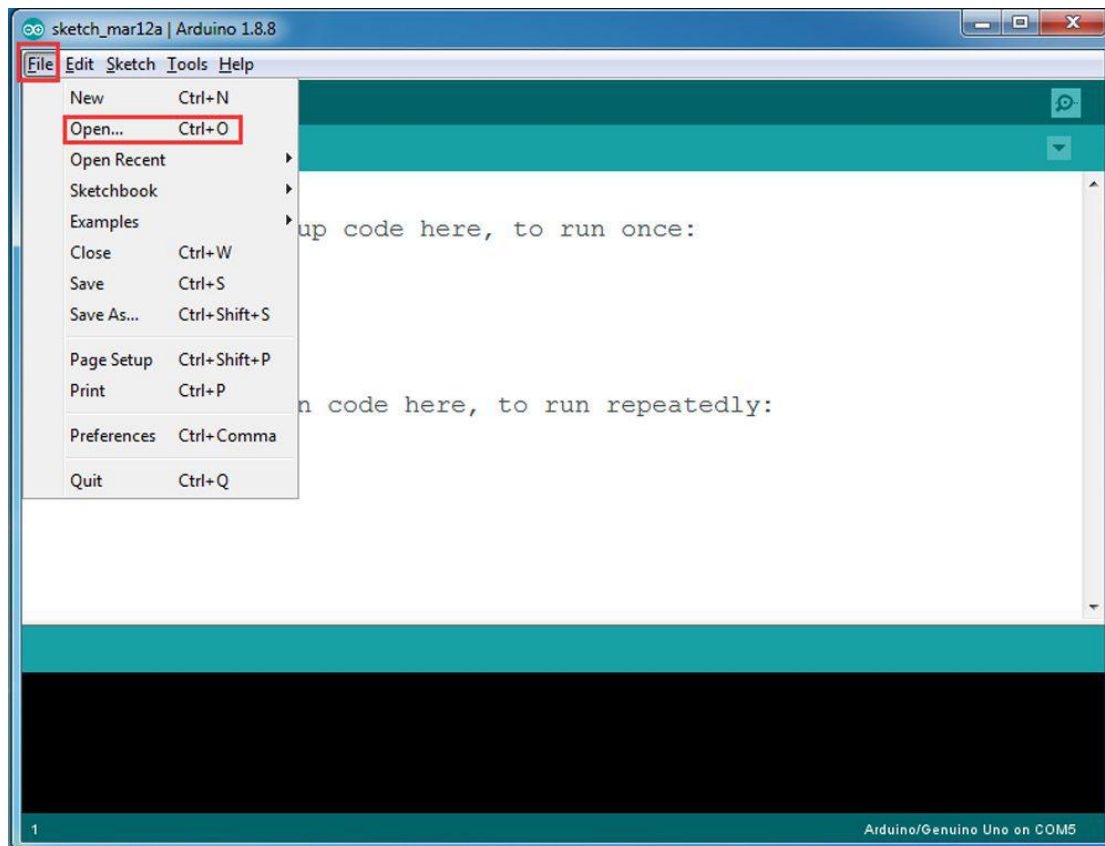 sketch_mar12a | Arduino 1.8.8
File Edit Sketch Tools Help
New Ctrl+N
Open... Ctrl+O
Open Recent
Sketchbook
Examples
Close Ctrl+W
Save Ctrl+S
Save As... Ctrl+Shift+S
Page Setup Ctrl+Shift+P
Print Ctrl+P
Preferences Ctrl+Comma
Quit Ctrl+Q
up code here, to run once:
n code here, to run repeatedly:
1 Arduino/Genuino Uno on COM5